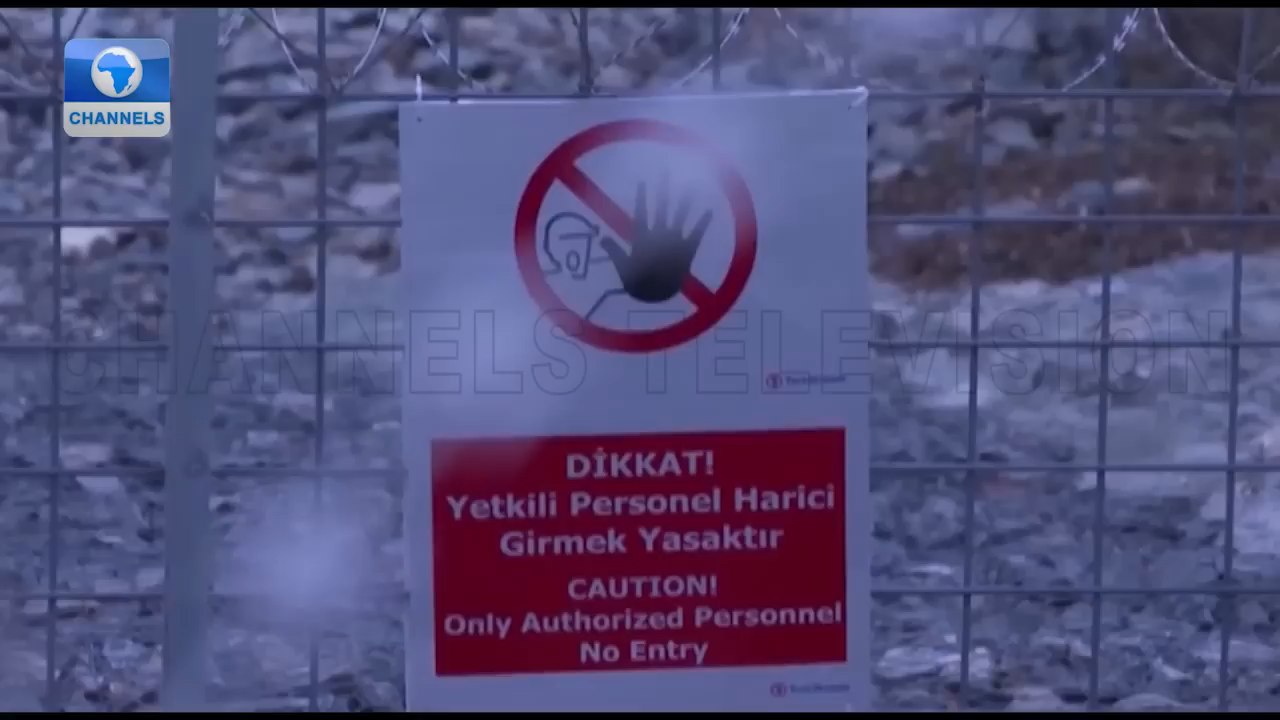 CHANNELS
CHANNELS TELEVISION
DİKKAT!
Yetkili Personel Harici
Girmek Yasaktır
CAUTION!
Only Authorized Personnel
No Entry